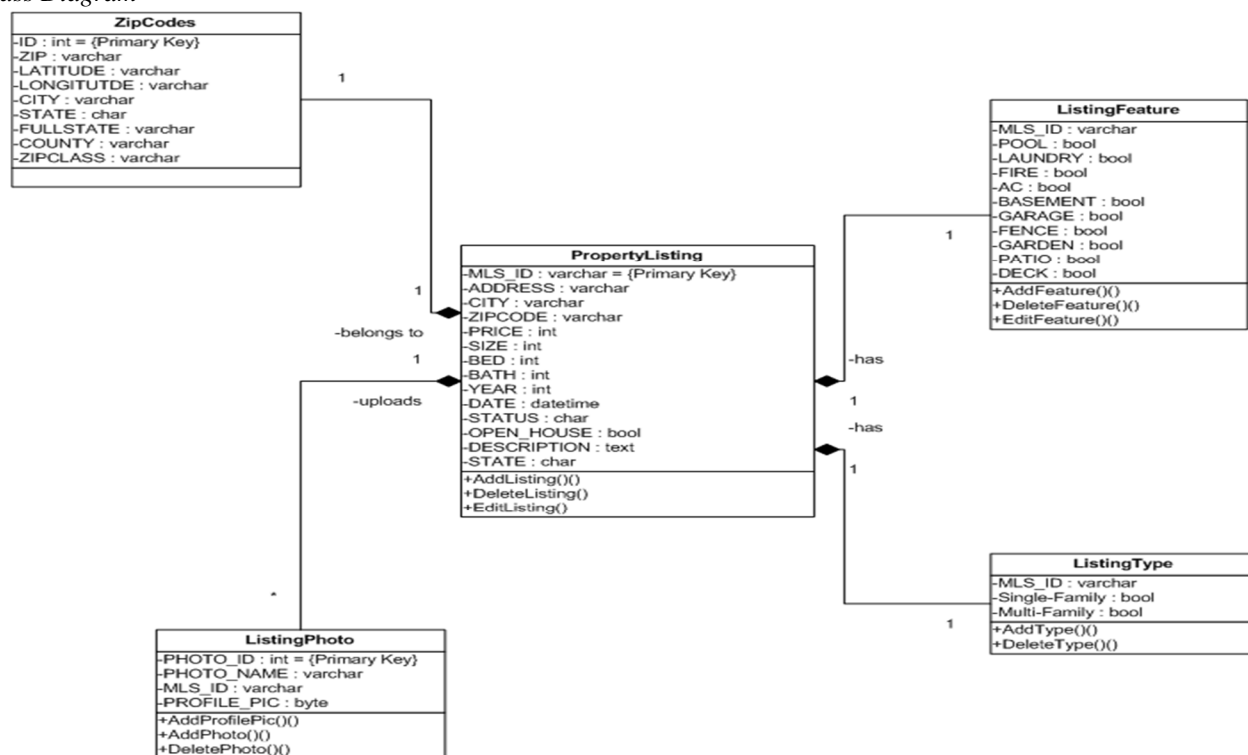 ass Diagram
ZipCodes
-ID : int = {Primary Key}
-ZIP : varchar
-LATITUDE : varchar
-LONGITUTDE : varchar
-CITY : varchar
-STATE : char
-FULLSTATE : varchar
-COUNTY : varchar
-ZIPCLASS : varchar
1
1
-belongs to
1
-uploads
*
PropertyListing
-MLS_ID : varchar = {Primary Key}
-ADDRESS : varchar
-CITY : varchar
-ZIPCODE : varchar
-PRICE : int
-SIZE : int
-BED : int
-BATH : int
-YEAR : int
-DATE : datetime
-STATUS : char
-OPEN_HOUSE : bool
-DESCRIPTION : text
-STATE : char
+AddListing()()
+DeleteListing()
+EditListing()
ListingFeature
-MLS_ID : varchar
-POOL : bool
-LAUNDRY : bool
-FIRE : bool
-AC : bool
-BASEMENT : bool
-GARAGE : bool
-FENCE : bool
-GARDEN : bool
-PATIO : bool
-DECK : bool
+AddFeature()()
+DeleteFeature()()
+EditFeature()()
1
-has
1
-has
1
1
ListingType
-MLS_ID : varchar
-Single-Family : bool
-Multi-Family : bool
+AddType()()
+DeleteType()()
ListingPhoto
-PHOTO_ID : int = {Primary Key}
-PHOTO_NAME : varchar
-MLS_ID : varchar
-PROFILE_PIC : byte
+AddProfilePic()()
+AddPhoto()()
+DeletePhoto()()